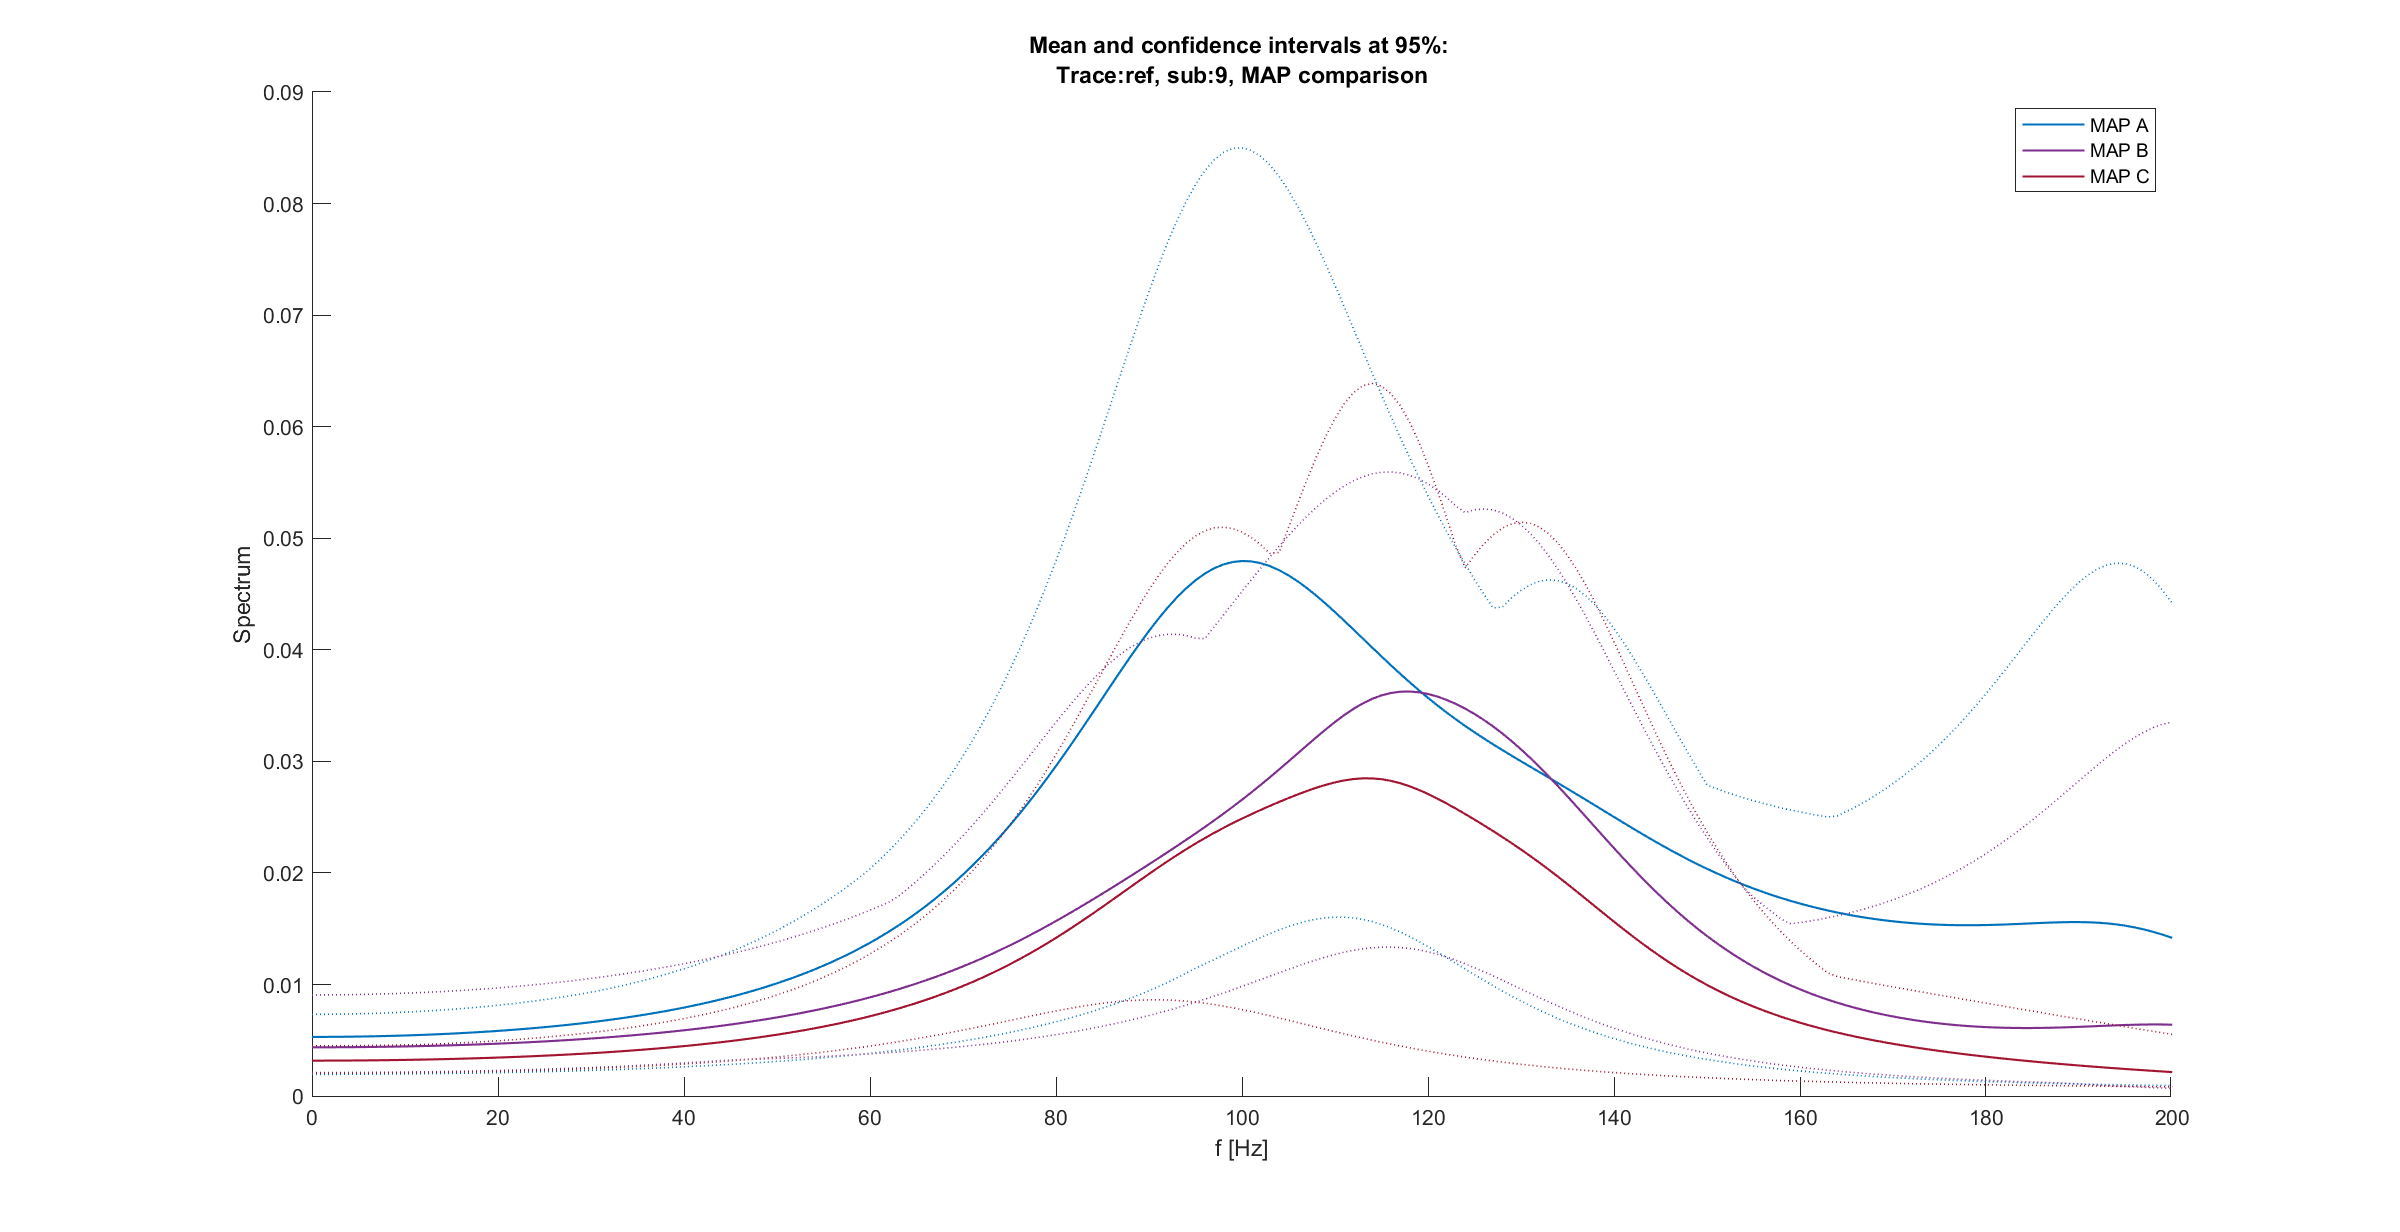 Mean and confidence intervals at 95%:
Trace:ref, sub:9, MAP comparison
MAP A
MAP B
MAP C
0.09
0.08
0.07
0.06
0.05
0.04
0.03
0.02
0.01
0
Spectrum
0 20 40 60 80 100 120 140 160 180 200
f [Hz]